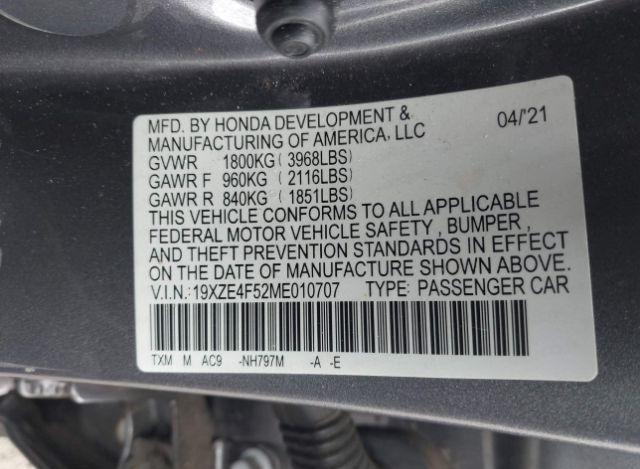 MFD. BY HONDA DEVELOPMENT & 04/'21
MANUFACTURING OF AMERICA, LLC
GVWR 1800KG ( 3968LBS)
GAWR F 960KG ( 2116LBS)
GAWR R 840KG ( 1851LBS)
THIS VEHICLE CONFORMS TO ALL APPLICABLE
FEDERAL MOTOR VEHICLE SAFETY , BUMPER ,
AND THEFT PREVENTION STANDARDS IN EFFECT
ON THE DATE OF MANUFACTURE SHOWN ABOVE.
V.I.N.: 19XZE4F52ME010707 TYPE: PASSENGER CAR
TXM M AC9 -NH797M -A -E